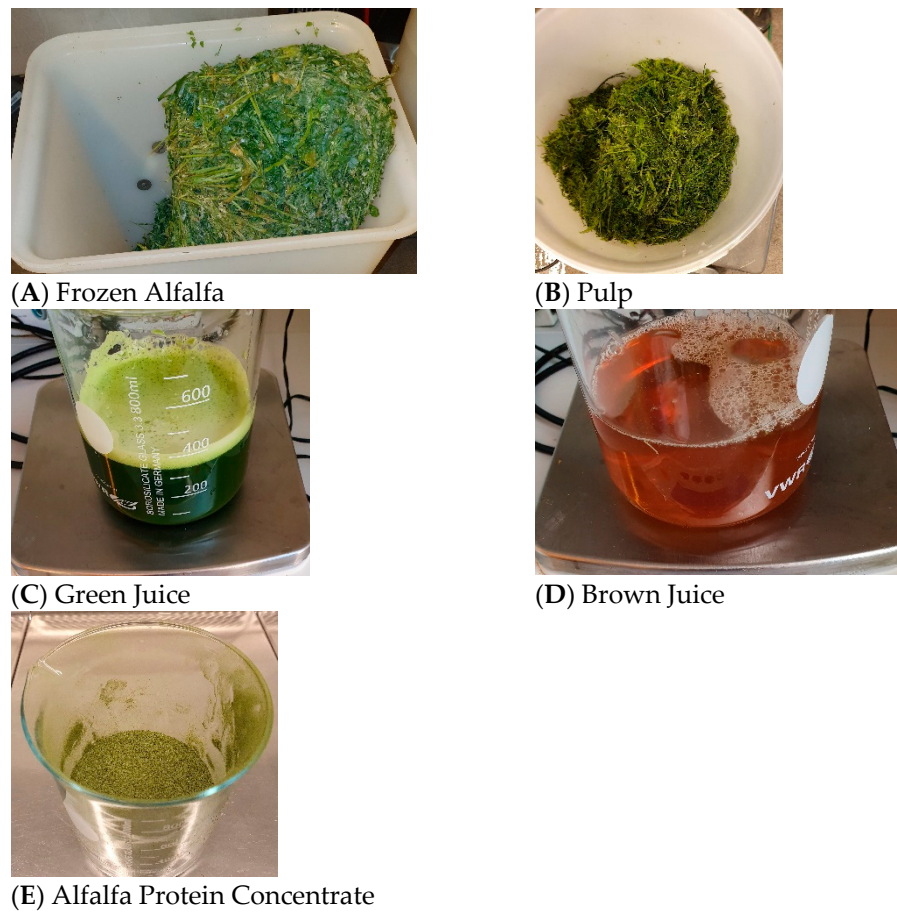 (A) Frozen Alfalfa
(B) Pulp
600
400
200
BOROSILICATE GLASS 3.3 800ml
MADE IN GERMANY
VWR
(C) Green Juice
(D) Brown Juice
(E) Alfalfa Protein Concentrate